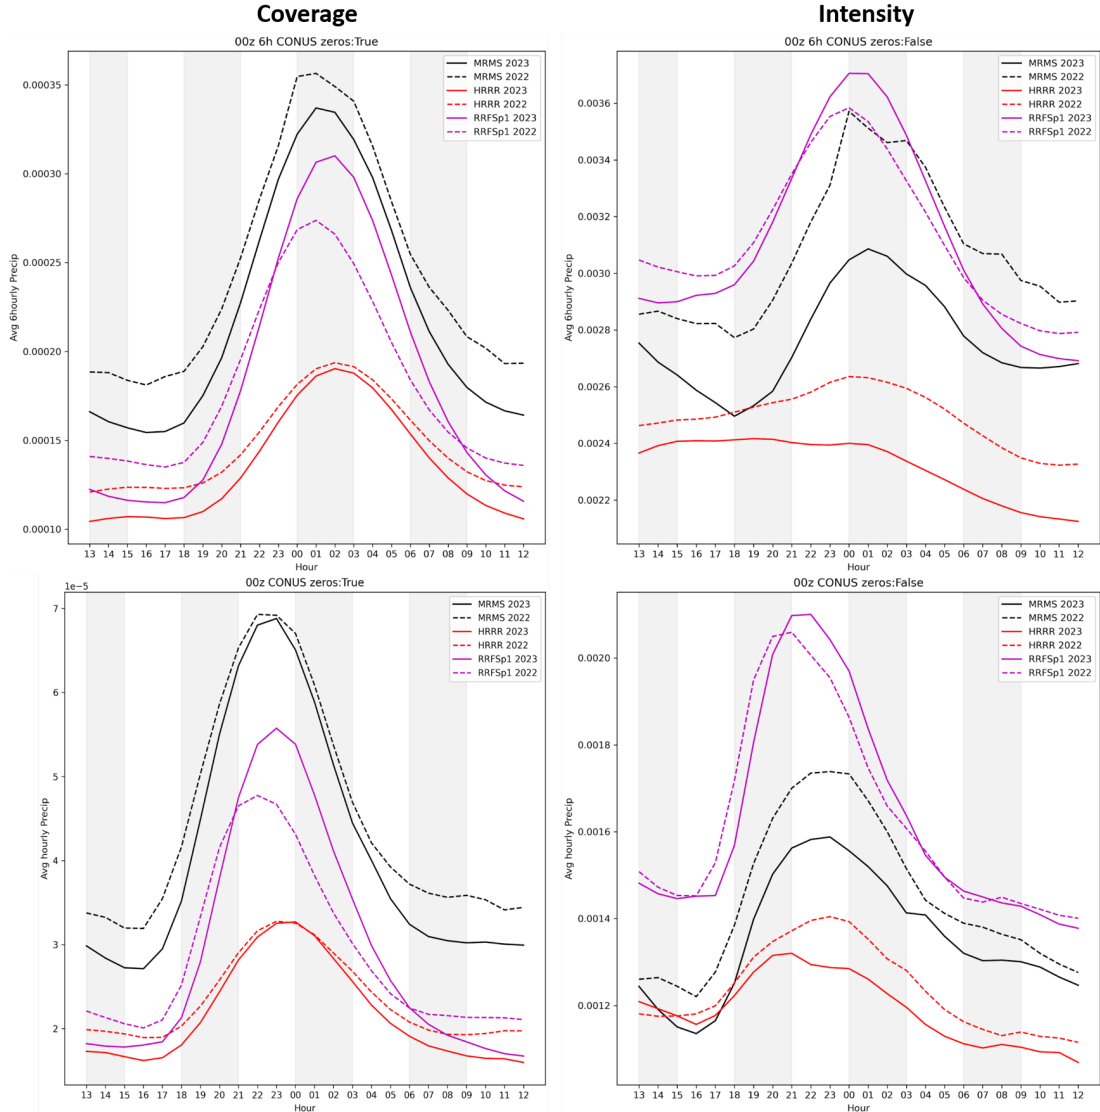 Coverage
Intensity
00z 6h CONUS zeros:True
MRMS 2023
MRMS 2022
HRRR 2023
HRRR 2022
RRFSp1 2023
RRFSp1 2022
Avg 6hourly Precip
0.00035
0.00030
0.00025
0.00020
0.00015
0.00010
13 14 15 16 17 18 19 20 21 22 23 00 01 02 03 04 05 06 07 08 09 10 11 12
Hour
00z 6h CONUS zeros:False
MRMS 2023
MRMS 2022
HRRR 2023
HRRR 2022
RRFSp1 2023
RRFSp1 2022
Avg 6hourly Precip
0.0036
0.0034
0.0032
0.0030
0.0028
0.0026
0.0024
0.0022
13 14 15 16 17 18 19 20 21 22 23 00 01 02 03 04 05 06 07 08 09 10 11 12
Hour
1e−5
00z CONUS zeros:True
MRMS 2023
MRMS 2022
HRRR 2023
HRRR 2022
RRFSp1 2023
RRFSp1 2022
Avg hourly Precip
7
6
5
4
3
2
13 14 15 16 17 18 19 20 21 22 23 00 01 02 03 04 05 06 07 08 09 10 11 12
Hour
00z CONUS zeros:False
MRMS 2023
MRMS 2022
HRRR 2023
HRRR 2022
RRFSp1 2023
RRFSp1 2022
Avg hourly Precip
0.0020
0.0018
0.0016
0.0014
0.0012
13 14 15 16 17 18 19 20 21 22 23 00 01 02 03 04 05 06 07 08 09 10 11 12
Hour